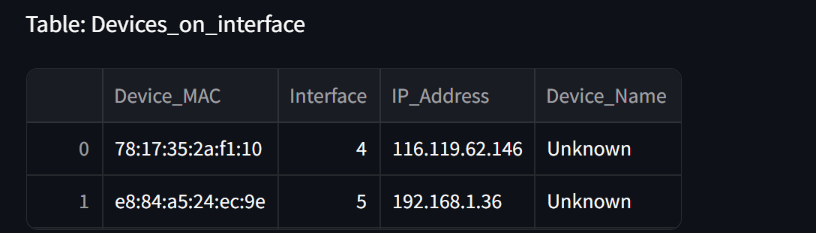 Table: Devices_on_interface
Device_MAC Interface IP_Address Device_Name
0 78:17:35:2a:f1:10 4 116.119.62.146 Unknown
1 e8:84:a5:24:ec:9e 5 192.168.1.36 Unknown